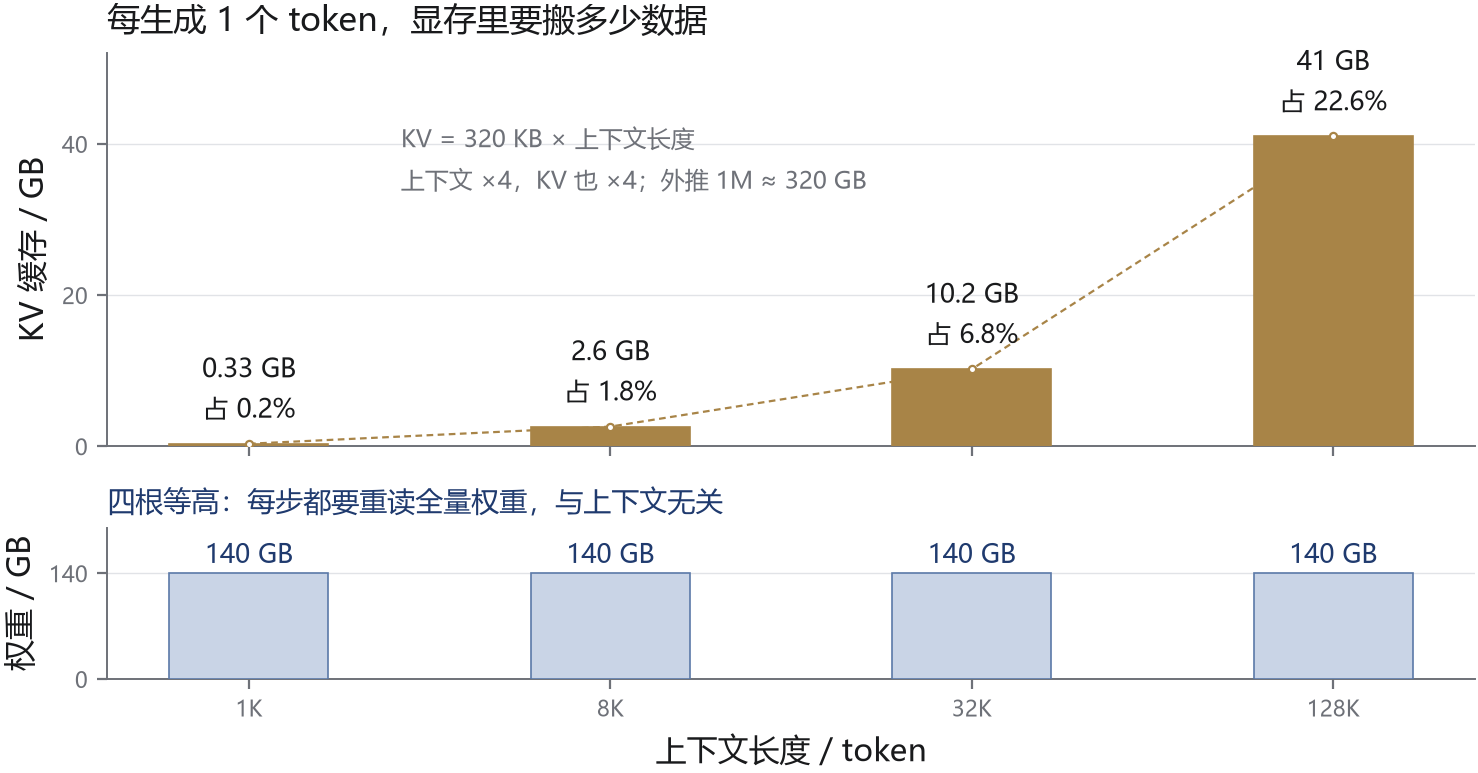 每生成 1 个 token，显存里要搬多少数据
KV 缓存 / GB
40
20
0
KV = 320 KB × 上下文长度
上下文 ×4，KV 也 ×4；外推 1M ≈ 320 GB
0.33 GB
占 0.2%
2.6 GB
占 1.8%
10.2 GB
占 6.8%
41 GB
占 22.6%
四根等高：每步都要重读全量权重，与上下文无关
权重 / GB
140
0
140 GB
140 GB
140 GB
140 GB
1K
8K
32K
128K
上下文长度 / token